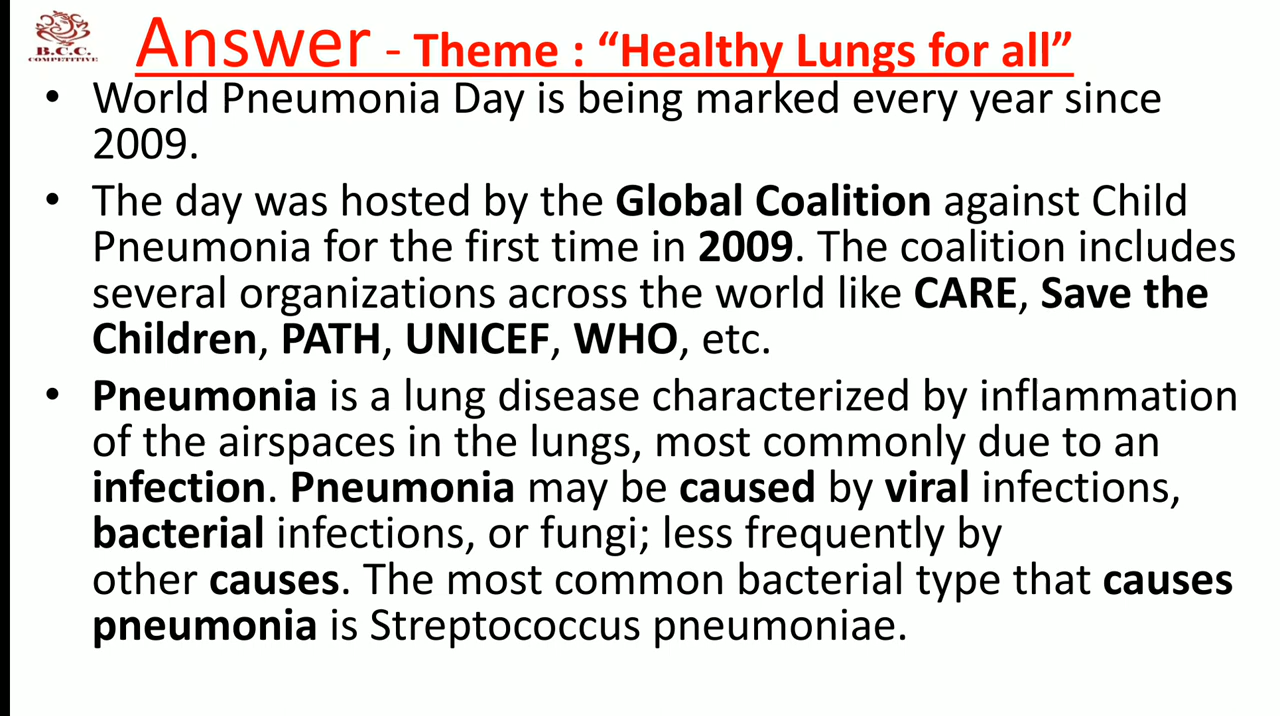 B.C.C.
COMPETITIVE
Answer - Theme : “Healthy Lungs for all”
• World Pneumonia Day is being marked every year since
2009.
• The day was hosted by the Global Coalition against Child
Pneumonia for the first time in 2009. The coalition includes
several organizations across the world like CARE, Save the
Children, PATH, UNICEF, WHO, etc.
• Pneumonia is a lung disease characterized by inflammation
of the airspaces in the lungs, most commonly due to an
infection. Pneumonia may be caused by viral infections,
bacterial infections, or fungi; less frequently by
other causes. The most common bacterial type that causes
pneumonia is Streptococcus pneumoniae.